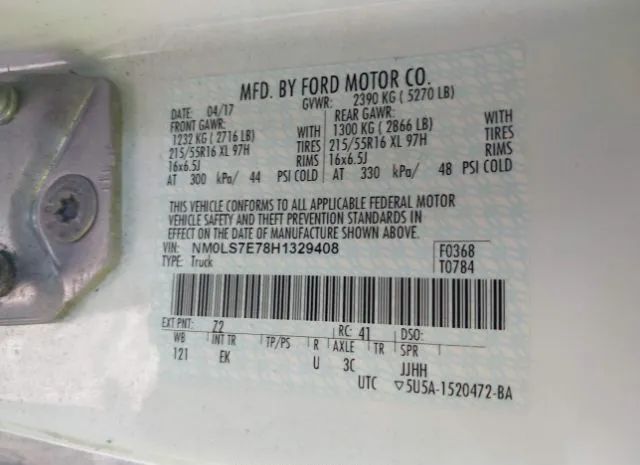 MFD. BY FORD MOTOR CO.
DATE: 04/17 GVWR: 2390 KG ( 5270 LB)
FRONT GAWR: REAR GAWR:
1232 KG ( 2716 LB) WITH 1300 KG ( 2866 LB) WITH
215/55R16 XL 97H TIRES 215/55R16 XL 97H TIRES
16x6.5J RIMS 16x6.5J RIMS
AT 300 kPa/ 44 PSI COLD AT 330 kPa/ 48 PSI COLD
THIS VEHICLE CONFORMS TO ALL APPLICABLE FEDERAL MOTOR
VEHICLE SAFETY AND THEFT PREVENTION STANDARDS IN
EFFECT ON THE DATE OF MANUFACTURE SHOWN ABOVE.
VIN: NM0LS7E78H1329408 F0368
TYPE: Truck T0784
EXT PNT: Z2 RC: 41 DSO:
WB INT TR TP/PS R AXLE TR SPR
121 EK U 3C JJHH
UTC ▽5U5A-1520472-BA